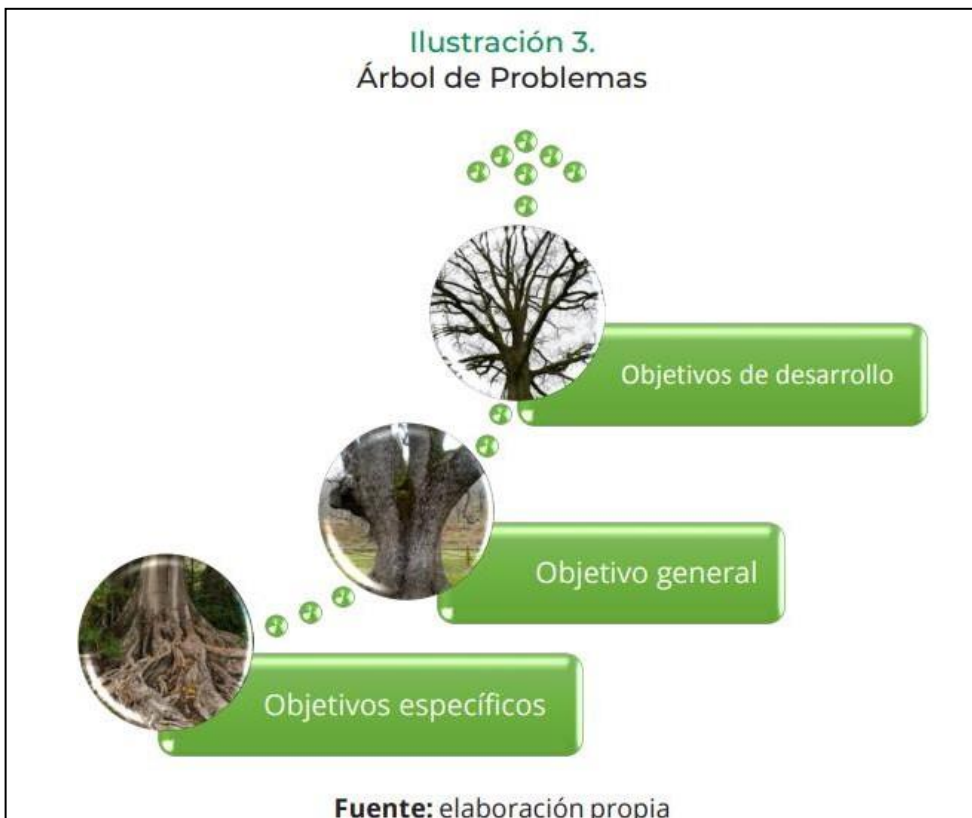 Ilustración 3.
Árbol de Problemas
Objetivos de desarrollo
Objetivo general
Objetivos específicos
Fuente: elaboración propia